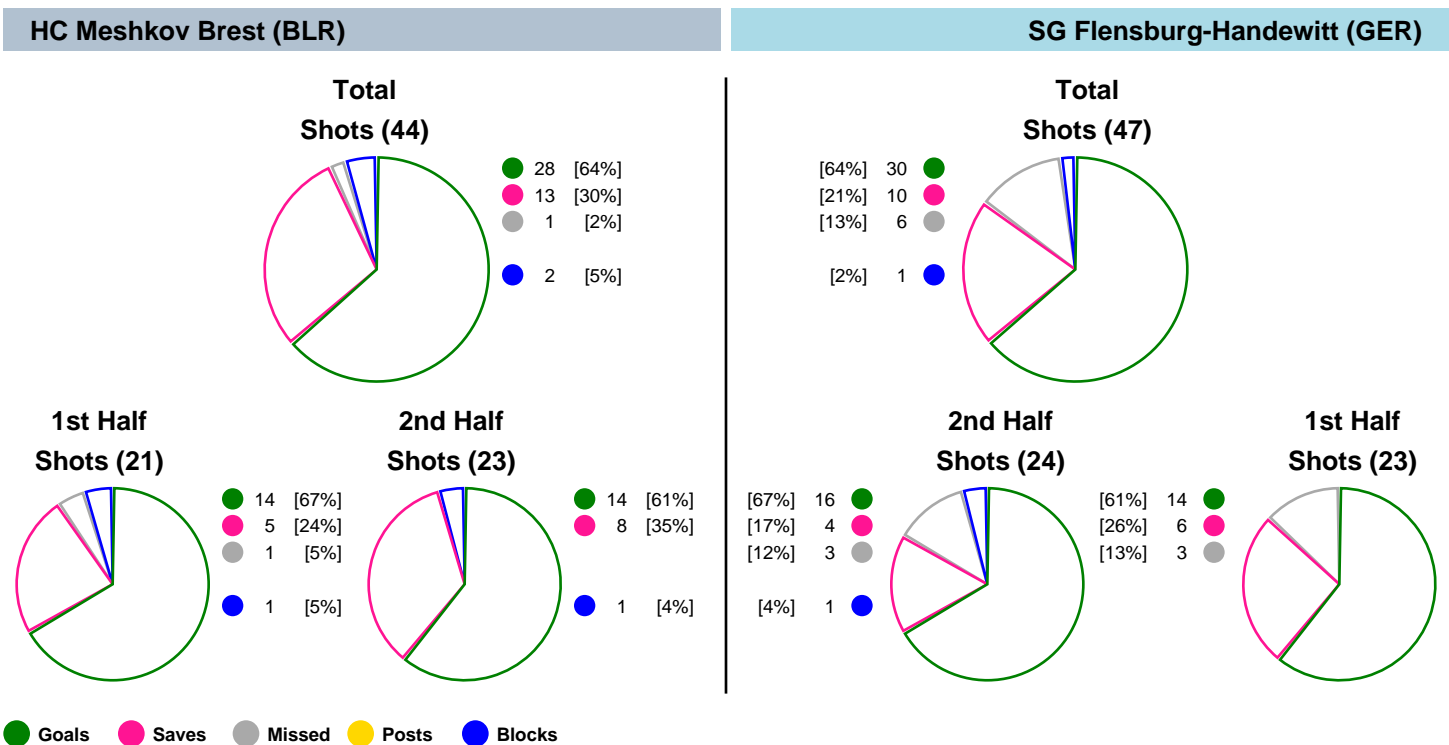 HC Meshkov Brest (BLR)
SG Flensburg-Handewitt (GER)
Total
Shots (44)
28 [64%]
13 [30%]
1 [2%]
2 [5%]
1st Half
Shots (21)
14 [67%]
5 [24%]
1 [5%]
1 [5%]
2nd Half
Shots (23)
14 [61%]
8 [35%]
1 [4%]
Total
Shots (47)
[64%] 30
[21%] 10
[13%] 6
[2%] 1
2nd Half
Shots (24)
[67%] 16
[17%] 4
[12%] 3
[4%] 1
1st Half
Shots (23)
[61%] 14
[26%] 6
[13%] 3
Goals Saves Missed Posts Blocks